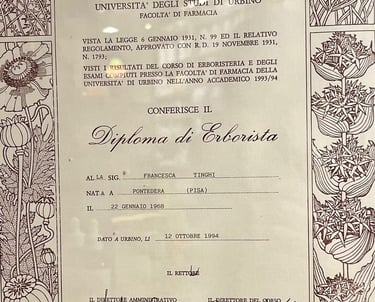 UNIVERSITA' DEGLI STUDI DI URBINO
FACOLTA' DI FARMACIA
VISTA LA LEGGE 6 GENNAIO 1931, N. 99 ED IL RELATIVO
REGOLAMENTO, APPROVATO CON R. D. 19 NOVEMBRE 1931,
N. 1793;
VISTI I RISULTATI DEL CORSO DI ERBORISTERIA E DEGLI
ESAMI COMPIUTI PRESSO LA FACOLTA' DI FARMACIA DELLA
UNIVERSITA' DI URBINO NELL'ANNO ACCADEMICO 1993/94
CONFERISCE IL
Diploma di Erborista
AL LA SIG. FRANCESCA TINGHI
NAT A A PONTEDERA (PISA)
IL 22 GENNAIO 1968
DATO A URBINO, LI 12 OTTOBRE 1994
IL RETTORE
IL DIRETTORE AMMINISTRATIVO IL DIRETTORE DEL CORSO